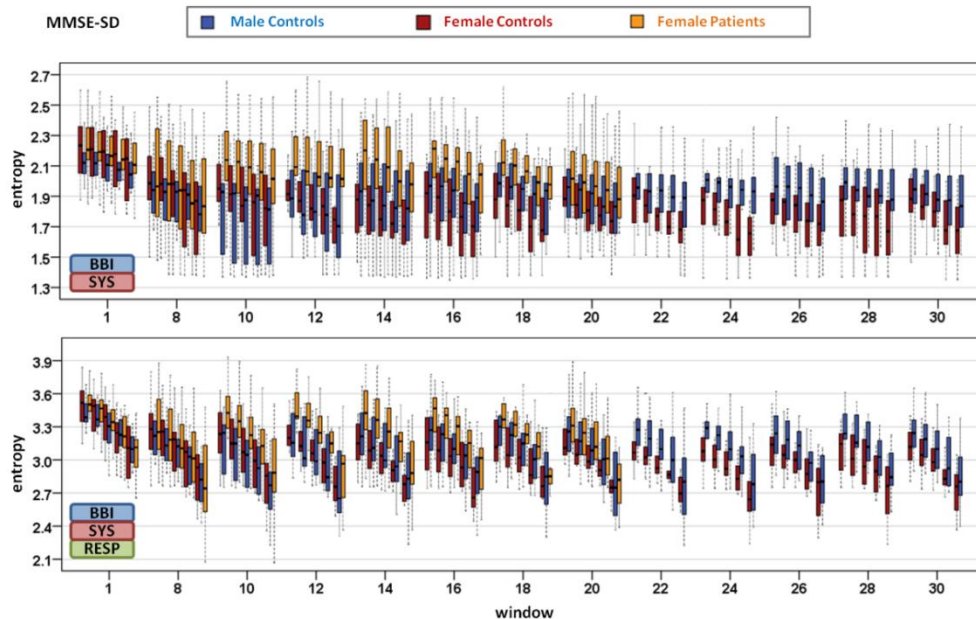 MMSE-SD
Male Controls Female Controls Female Patients
2.7
2.5
2.3
2.1
1.9
1.7
1.5
1.3
entropy
BBI
SYS
1 8 10 12 14 16 18 20 22 24 26 28 30
3.9
3.6
3.3
3.0
2.7
2.4
2.1
entropy
BBI
SYS
RESP
1 8 10 12 14 16 18 20 22 24 26 28 30
window